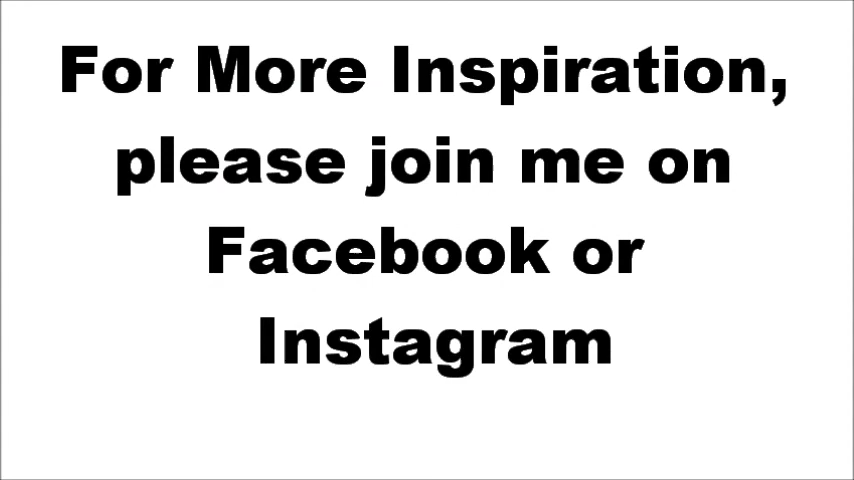 For More Inspiration,
please join me on
Facebook or
Instagram